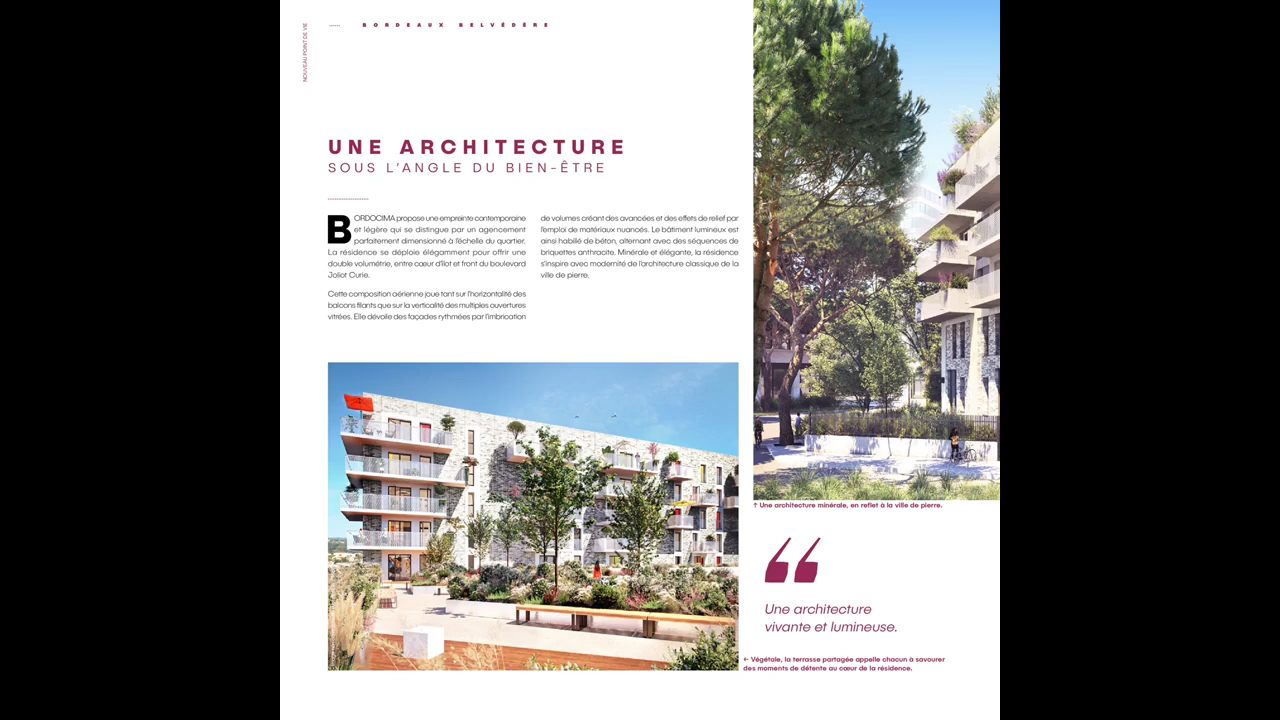 NOUVEAU POINT DE VIE
BORDEAUX BELVÉDÈRE
UNE ARCHITECTURE
SOUS L'ANGLE DU BIEN-ÊTRE
BORDOCIMA propose une empreinte contemporaine
et légère qui se distingue par un agencement
parfaitement dimensionné à l'échelle du quartier.
La résidence se déploie élégamment pour offrir une
double volumétrie, entre cœur d'îlot et front du boulevard
Joliot Curie.
Cette composition aérienne joue tant sur l'horizontalité des
balcons filants que sur la verticalité des multiples ouvertures
vitrées. Elle dévoile des façades rythmées par l'imbrication
de volumes créant des avancées et des effets de relief par
l'emploi de matériaux nuancés. Le bâtiment lumineux est
ainsi habillé de béton, alternant avec des séquences de
briquettes anthracite. Minérale et élégante, la résidence
s'inspire avec modernité de l'architecture classique de la
ville de pierre.
↑ Une architecture minérale, en reflet à la ville de pierre.
“
Une architecture
vivante et lumineuse.
← Végétale, la terrasse partagée appelle chacun à savourer
des moments de détente au cœur de la résidence.